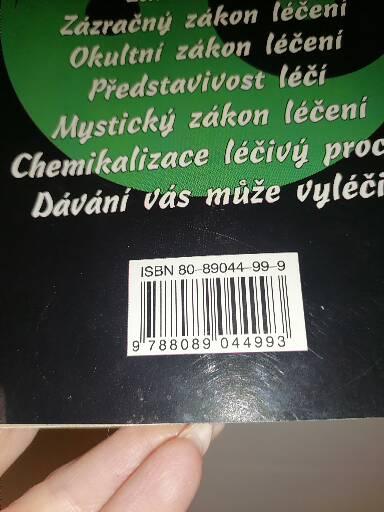 Zázračný zákon léčení
Okultní zákon léčení
Představivost léčí
Mystický zákon léčení
Chemikalizace léčivý proc
Dávání vás může vyléči
ISBN 80-89044-99-9
9 788089 044993